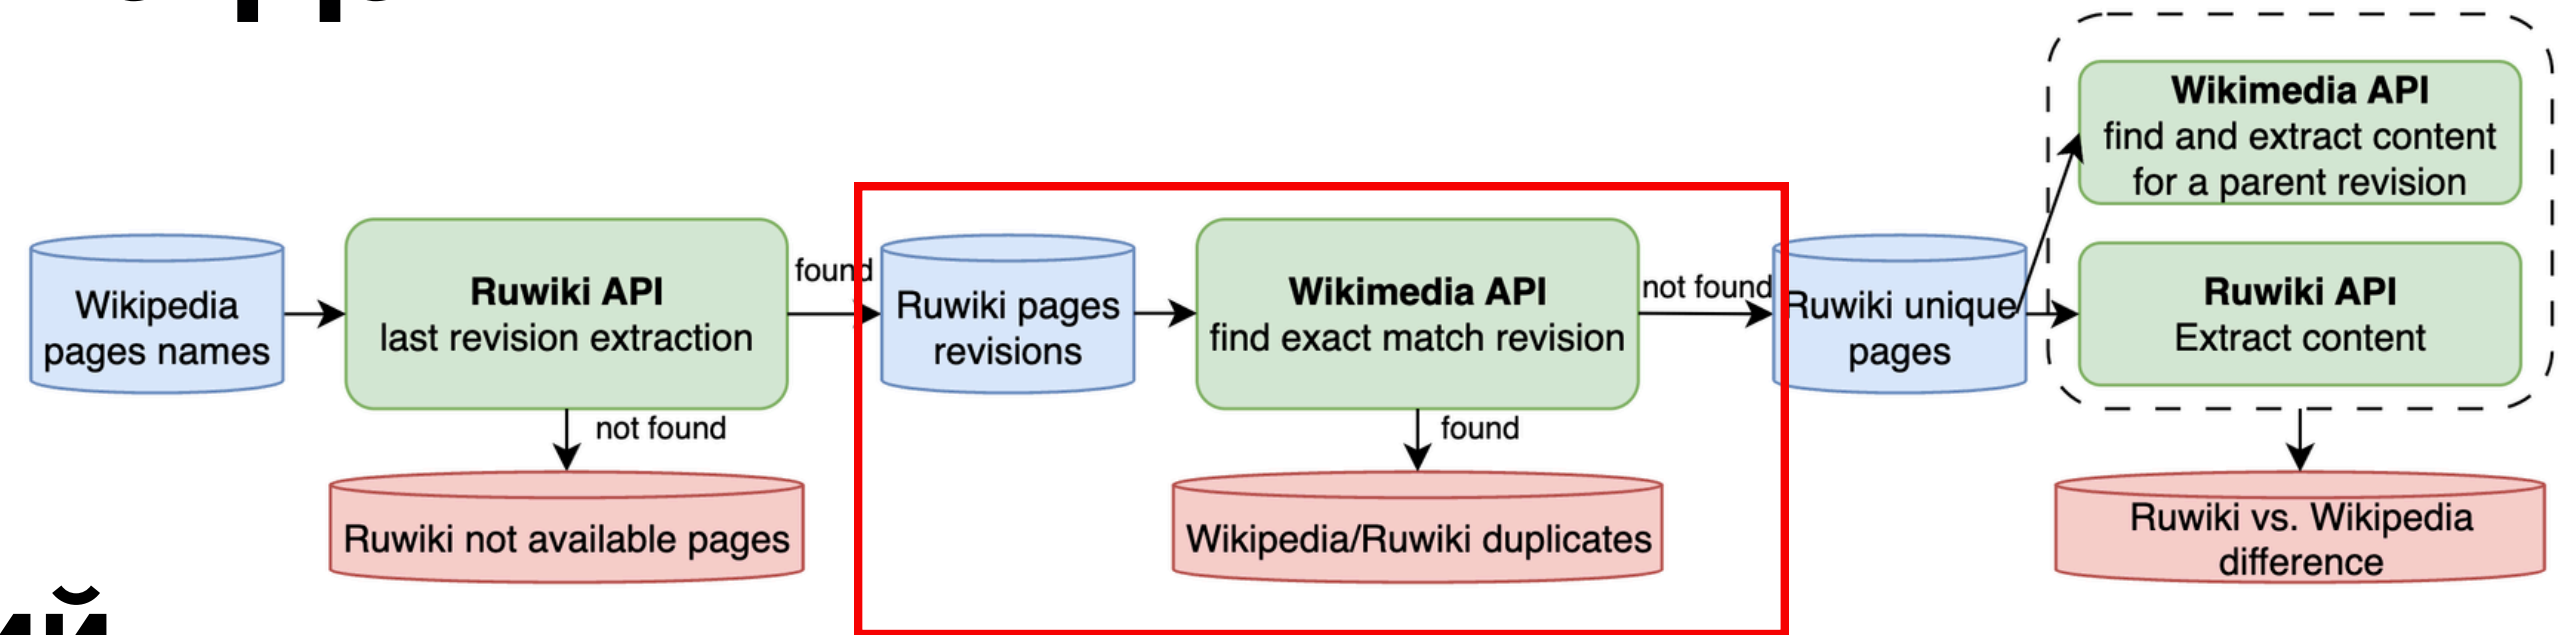 Wikipedia
pages names
Ruwiki API
last revision extraction
found
not found
Ruwiki not available pages
Ruwiki pages
revisions
Wikimedia API
find exact match revision
not found
found
Wikipedia/Ruwiki duplicates
Ruwiki unique
pages
Wikimedia API
find and extract content
for a parent revision
Ruwiki API
Extract content
Ruwiki vs. Wikipedia
difference